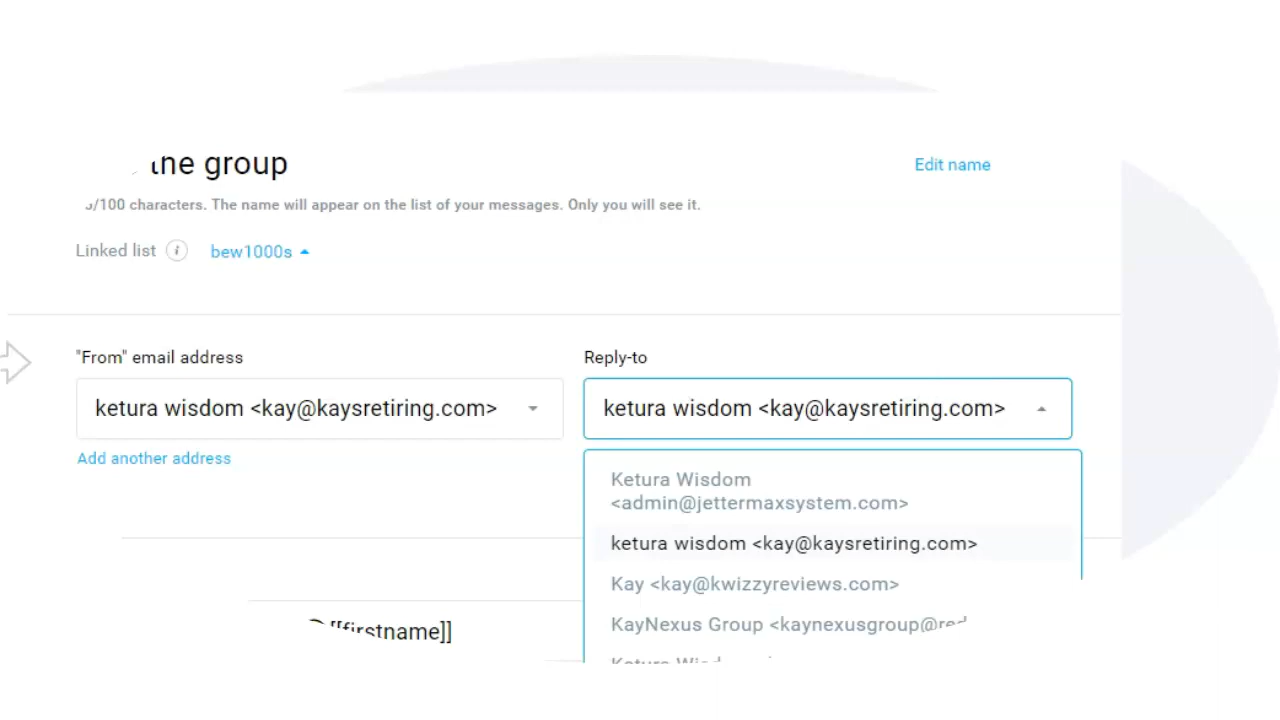 the group
Edit name
/100 characters. The name will appear on the list of your messages. Only you will see it.
Linked list i bew1000s
"From" email address
Reply-to
ketura wisdom <kay@kaysretiring.com>
ketura wisdom <kay@kaysretiring.com>
Add another address
Ketura Wisdom
<admin@jettermaxsystem.com>
ketura wisdom <kay@kaysretiring.com>
Kay <kay@kwizzyreviews.com>
KayNexus Group <kaynexusgroup@red
[[firstname]]